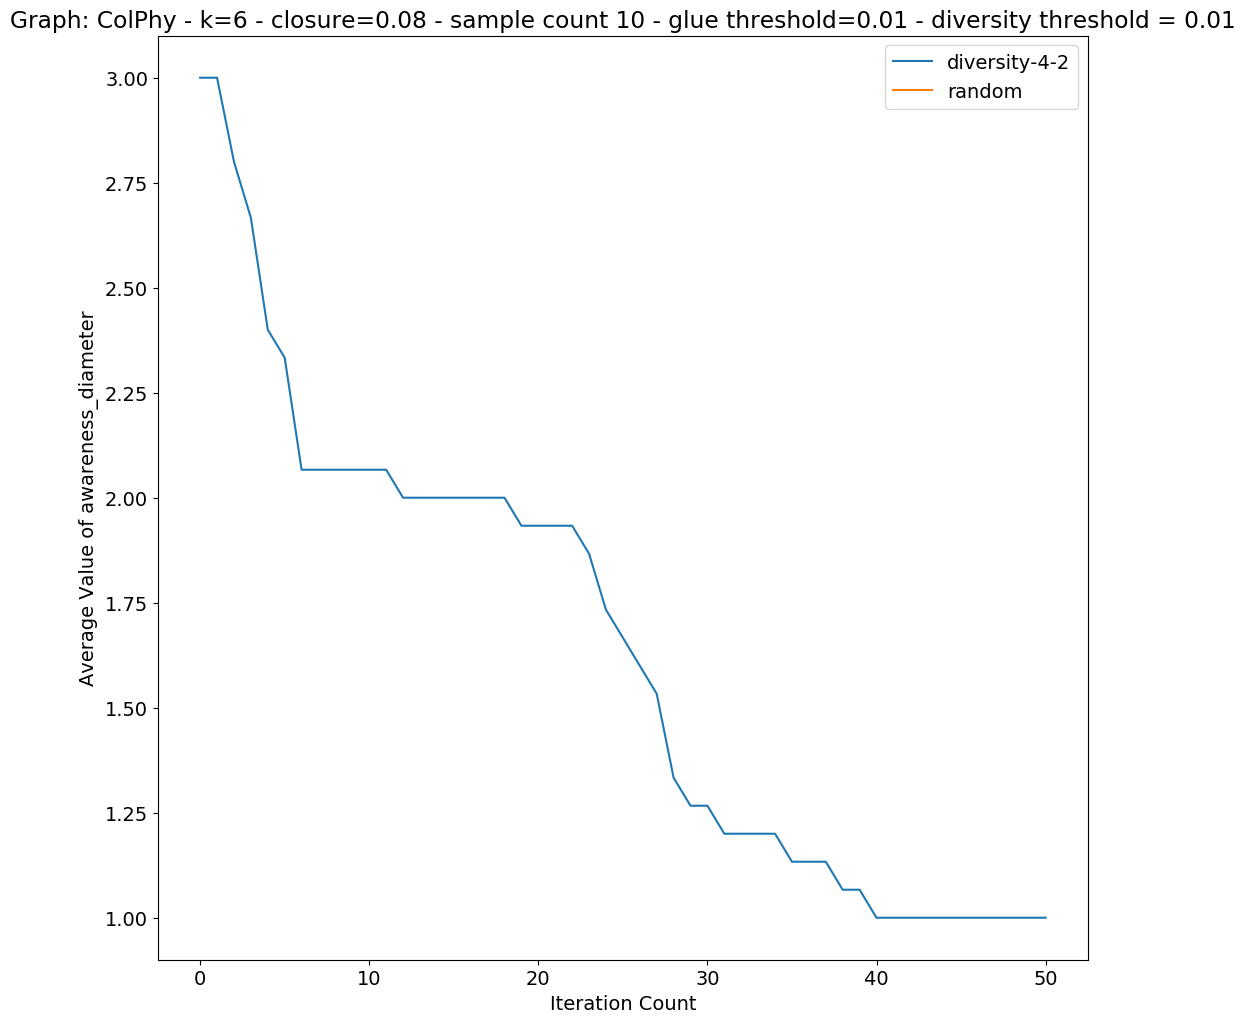 Graph: ColPhy - k=6 - closure=0.08 - sample count 10 - glue threshold=0.01 - diversity threshold = 0.01
diversity-4-2
random
3.00
2.75
2.50
2.25
2.00
1.75
1.50
1.25
1.00
Average Value of awareness_diameter
0 10 20 30 40 50
Iteration Count